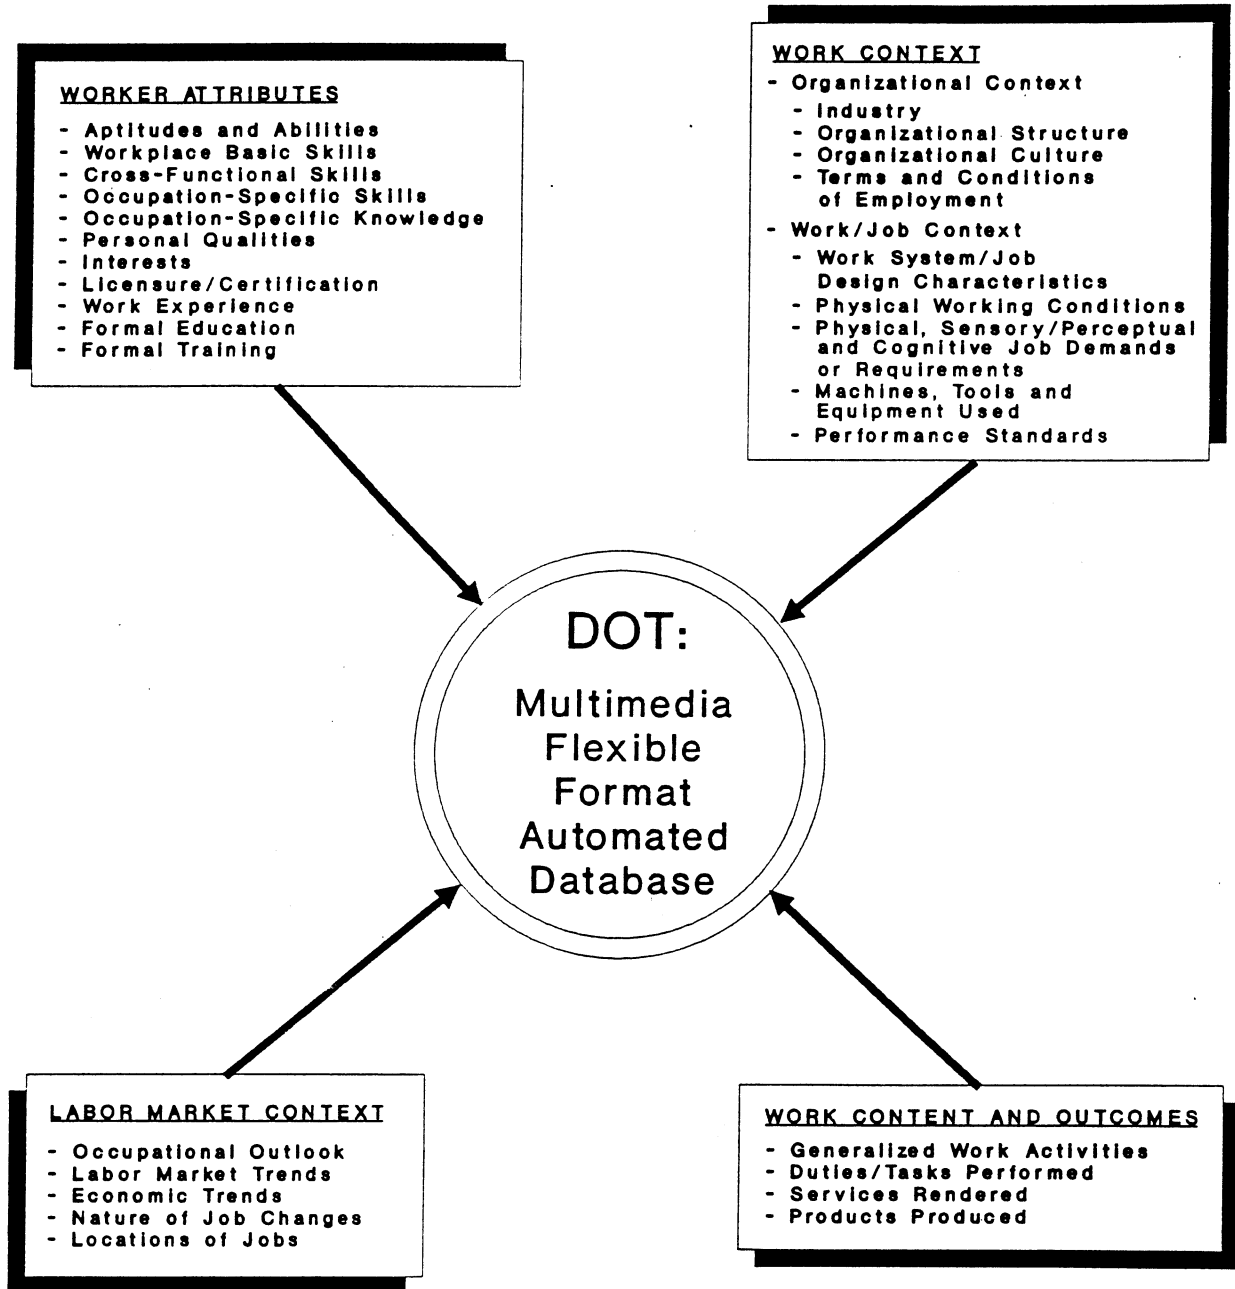 WORKER ATTRIBUTES
- Aptitudes and Abilities
- Workplace Basic Skills
- Cross-Functional Skills
- Occupation-Specific Skills
- Occupation-Specific Knowledge
- Personal Qualities
- Interests
- Licensure/Certification
- Work Experience
- Formal Education
- Formal Training
WORK CONTEXT
- Organizational Context
- Industry
- Organizational Structure
- Organizational Culture
- Terms and Conditions
of Employment
- Work/Job Context
- Work System/Job
Design Characteristics
- Physical Working Conditions
- Physical, Sensory/Perceptual
and Cognitive Job Demands
or Requirements
- Machines, Tools and
Equipment Used
- Performance Standards
DOT:
Multimedia
Flexible
Format
Automated
Database
LABOR MARKET CONTEXT
- Occupational Outlook
- Labor Market Trends
- Economic Trends
- Nature of Job Changes
- Locations of Jobs
WORK CONTENT AND OUTCOMES
- Generalized Work Activities
- Duties/Tasks Performed
- Services Rendered
- Products Produced